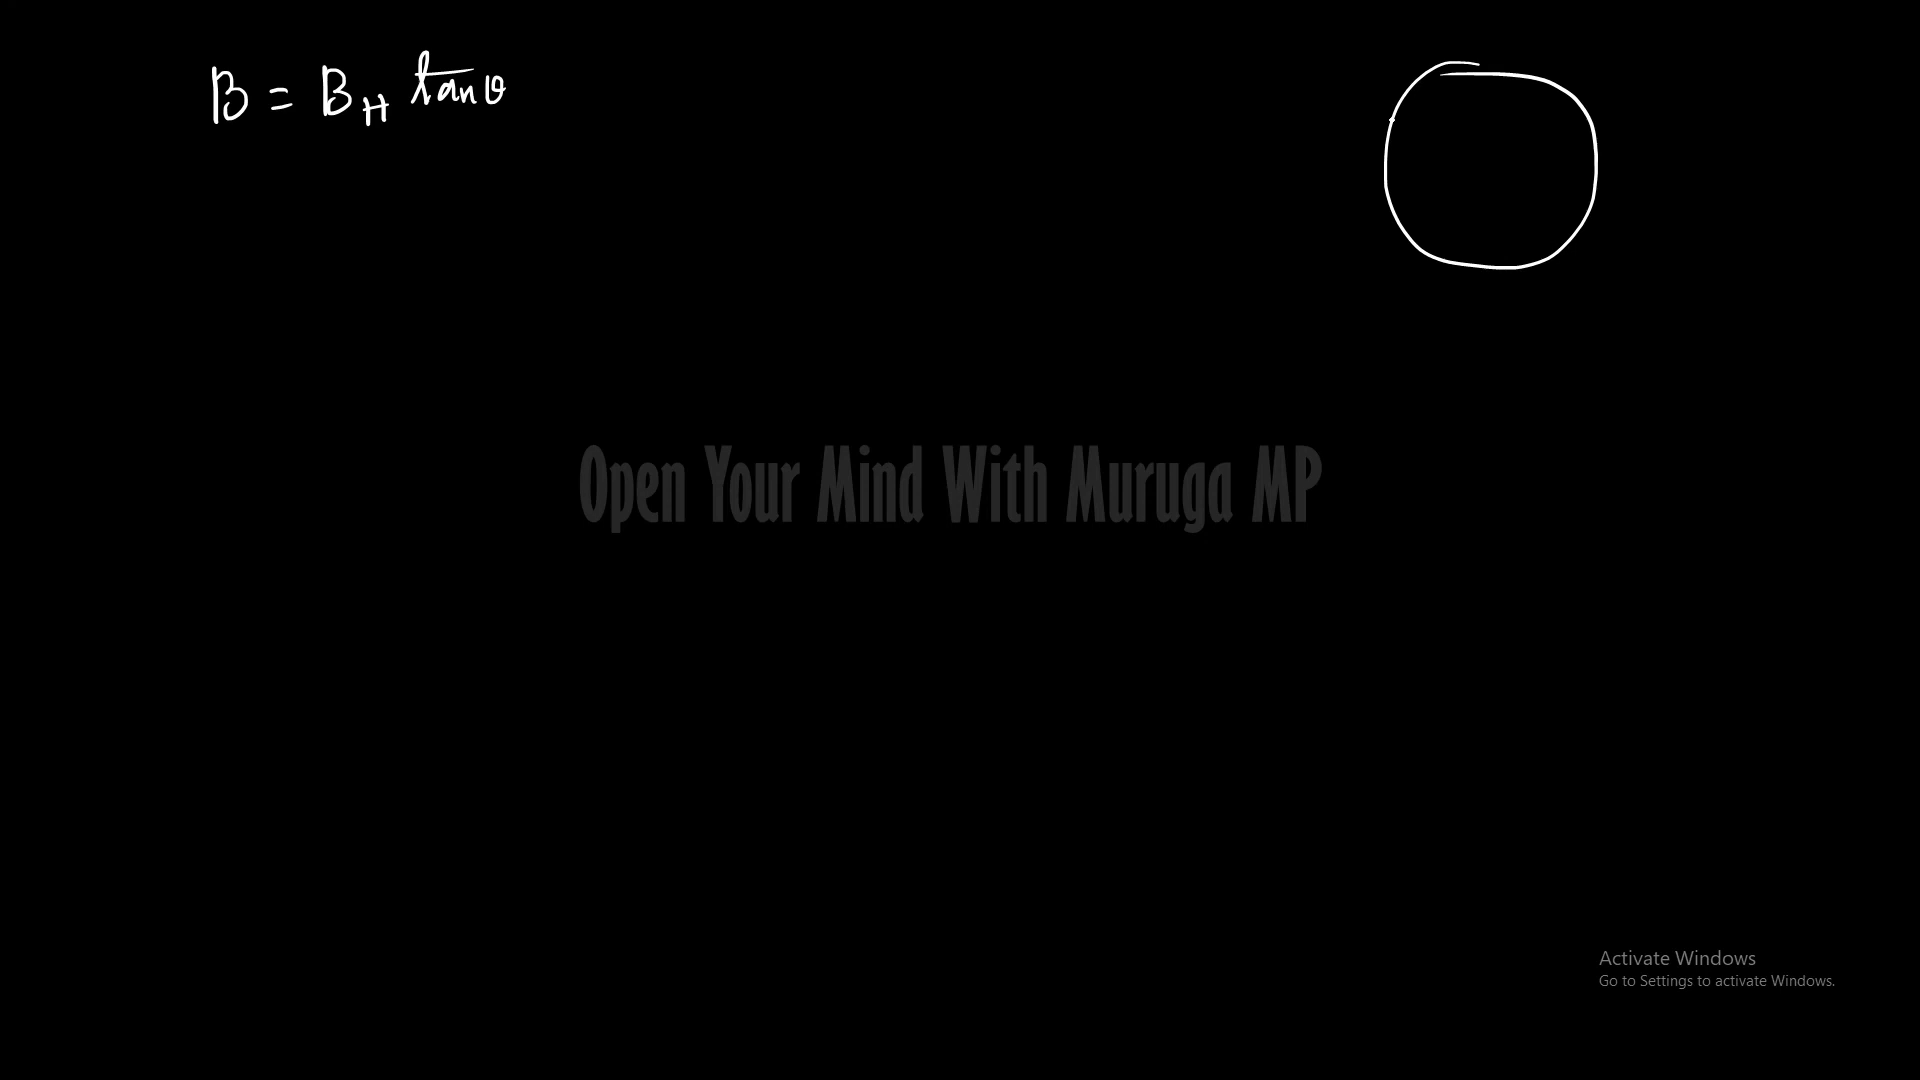 B = B_H tanθ
Open Your Mind With Muruga MP
Activate Windows
Go to Settings to activate Windows.